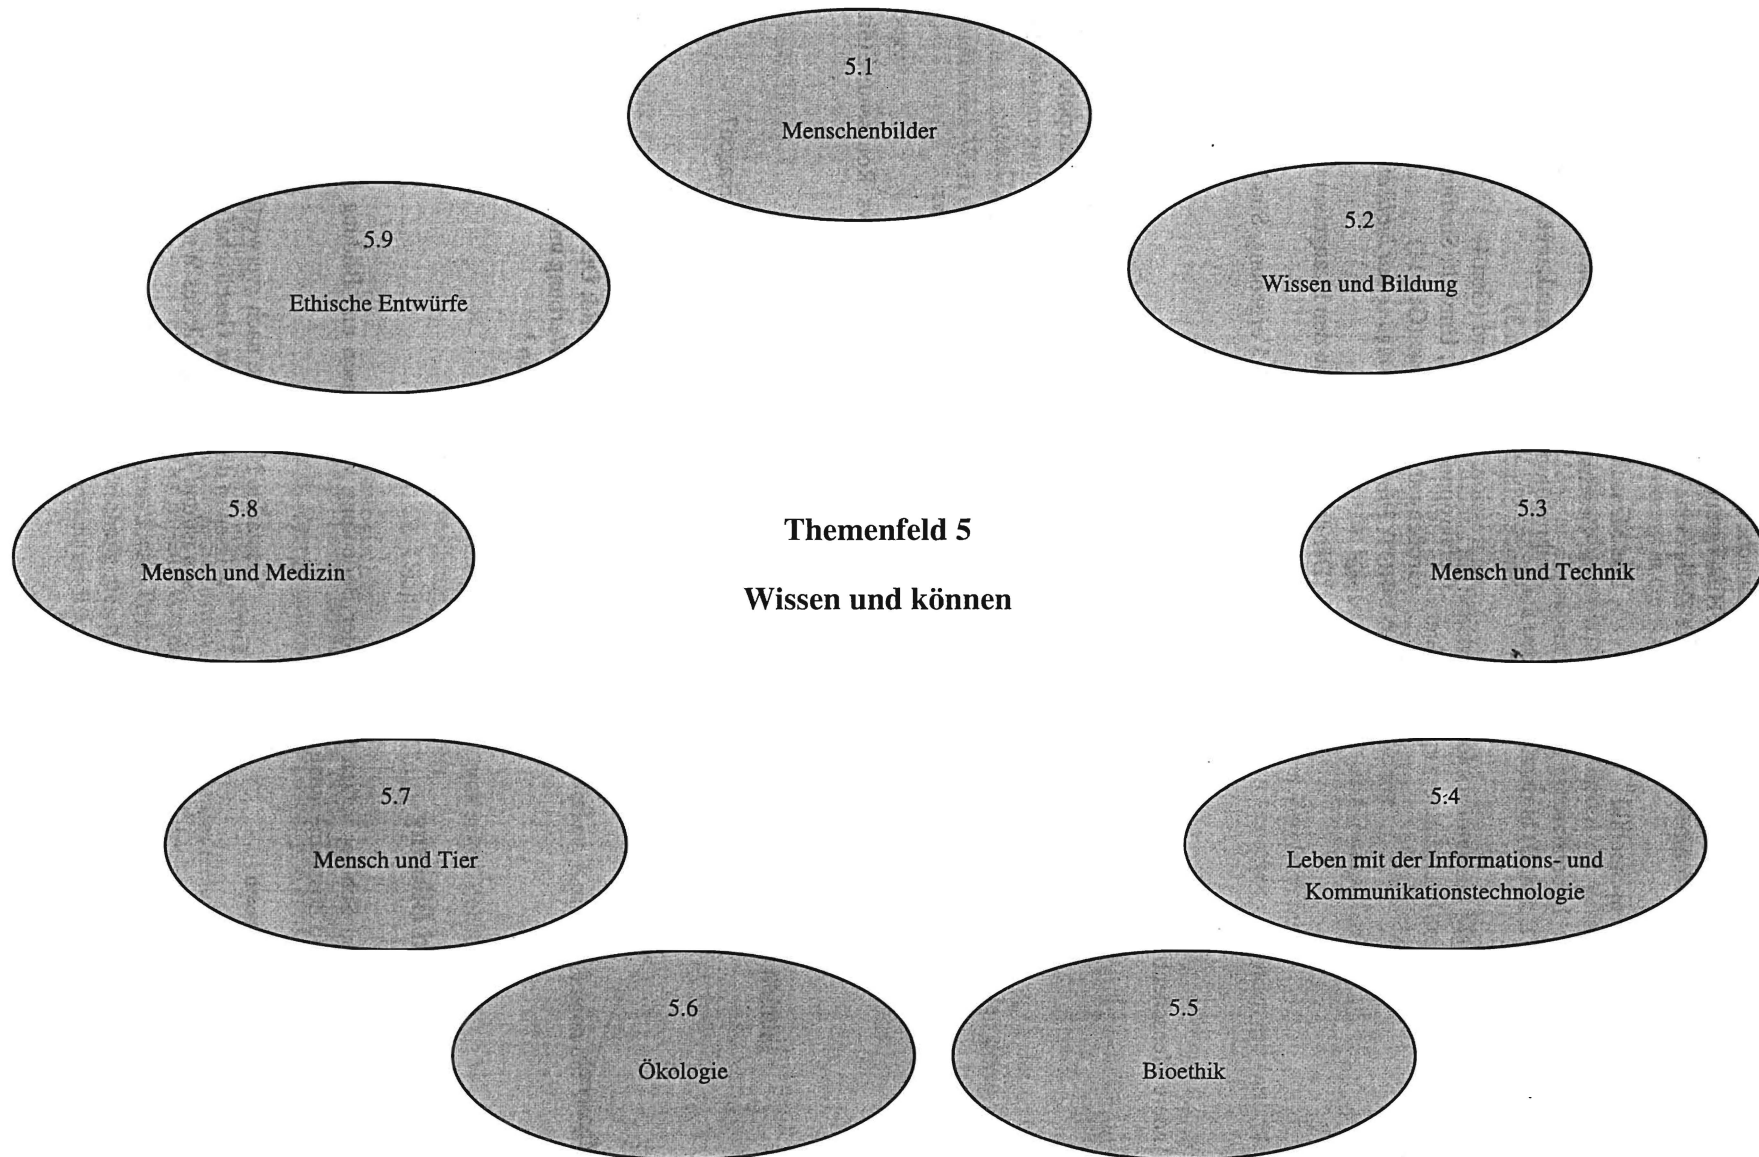 5.1
Menschenbilder
5.2
Wissen und Bildung
5.9
Ethische Entwürfe
5.8
Mensch und Medizin
Themenfeld 5
Wissen und können
5.3
Mensch und Technik
5.7
Mensch und Tier
5.4
Leben mit der Informations- und
Kommunikationstechnologie
5.6
Ökologie
5.5
Bioethik